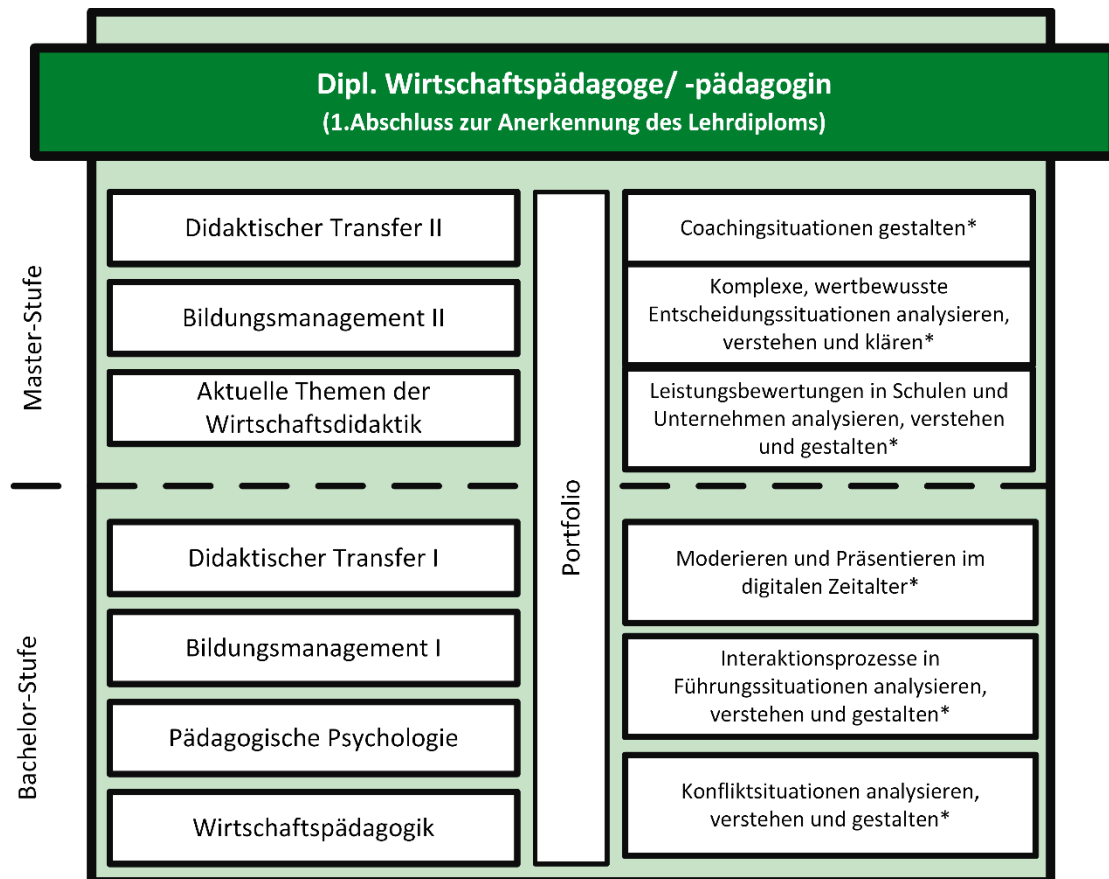 Dipl. Wirtschaftspädagoge/ -pädagogin
(1.Abschluss zur Anerkennung des Lehrdiploms)
Master-Stufe
Didaktischer Transfer II
Bildungsmanagement II
Aktuelle Themen der
Wirtschaftsdidaktik
Portfolio
Coachingsituationen gestalten*
Komplexe, wertbewusste
Entscheidungssituationen analysieren,
verstehen und klären*
Leistungsbewertungen in Schulen und
Unternehmen analysieren, verstehen
und gestalten*
Bachelor-Stufe
Didaktischer Transfer I
Bildungsmanagement I
Pädagogische Psychologie
Wirtschaftspädagogik
Moderieren und Präsentieren im
digitalen Zeitalter*
Interaktionsprozesse in
Führungssituationen analysieren,
verstehen und gestalten*
Konfliktsituationen analysieren,
verstehen und gestalten*